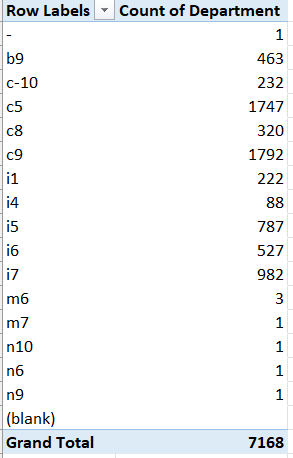 Row Labels Count of Department
- 1
b9 463
c-10 232
c5 1747
c8 320
c9 1792
i1 222
i4 88
i5 787
i6 527
i7 982
m6 3
m7 1
n10 1
n6 1
n9 1
(blank)
Grand Total 7168